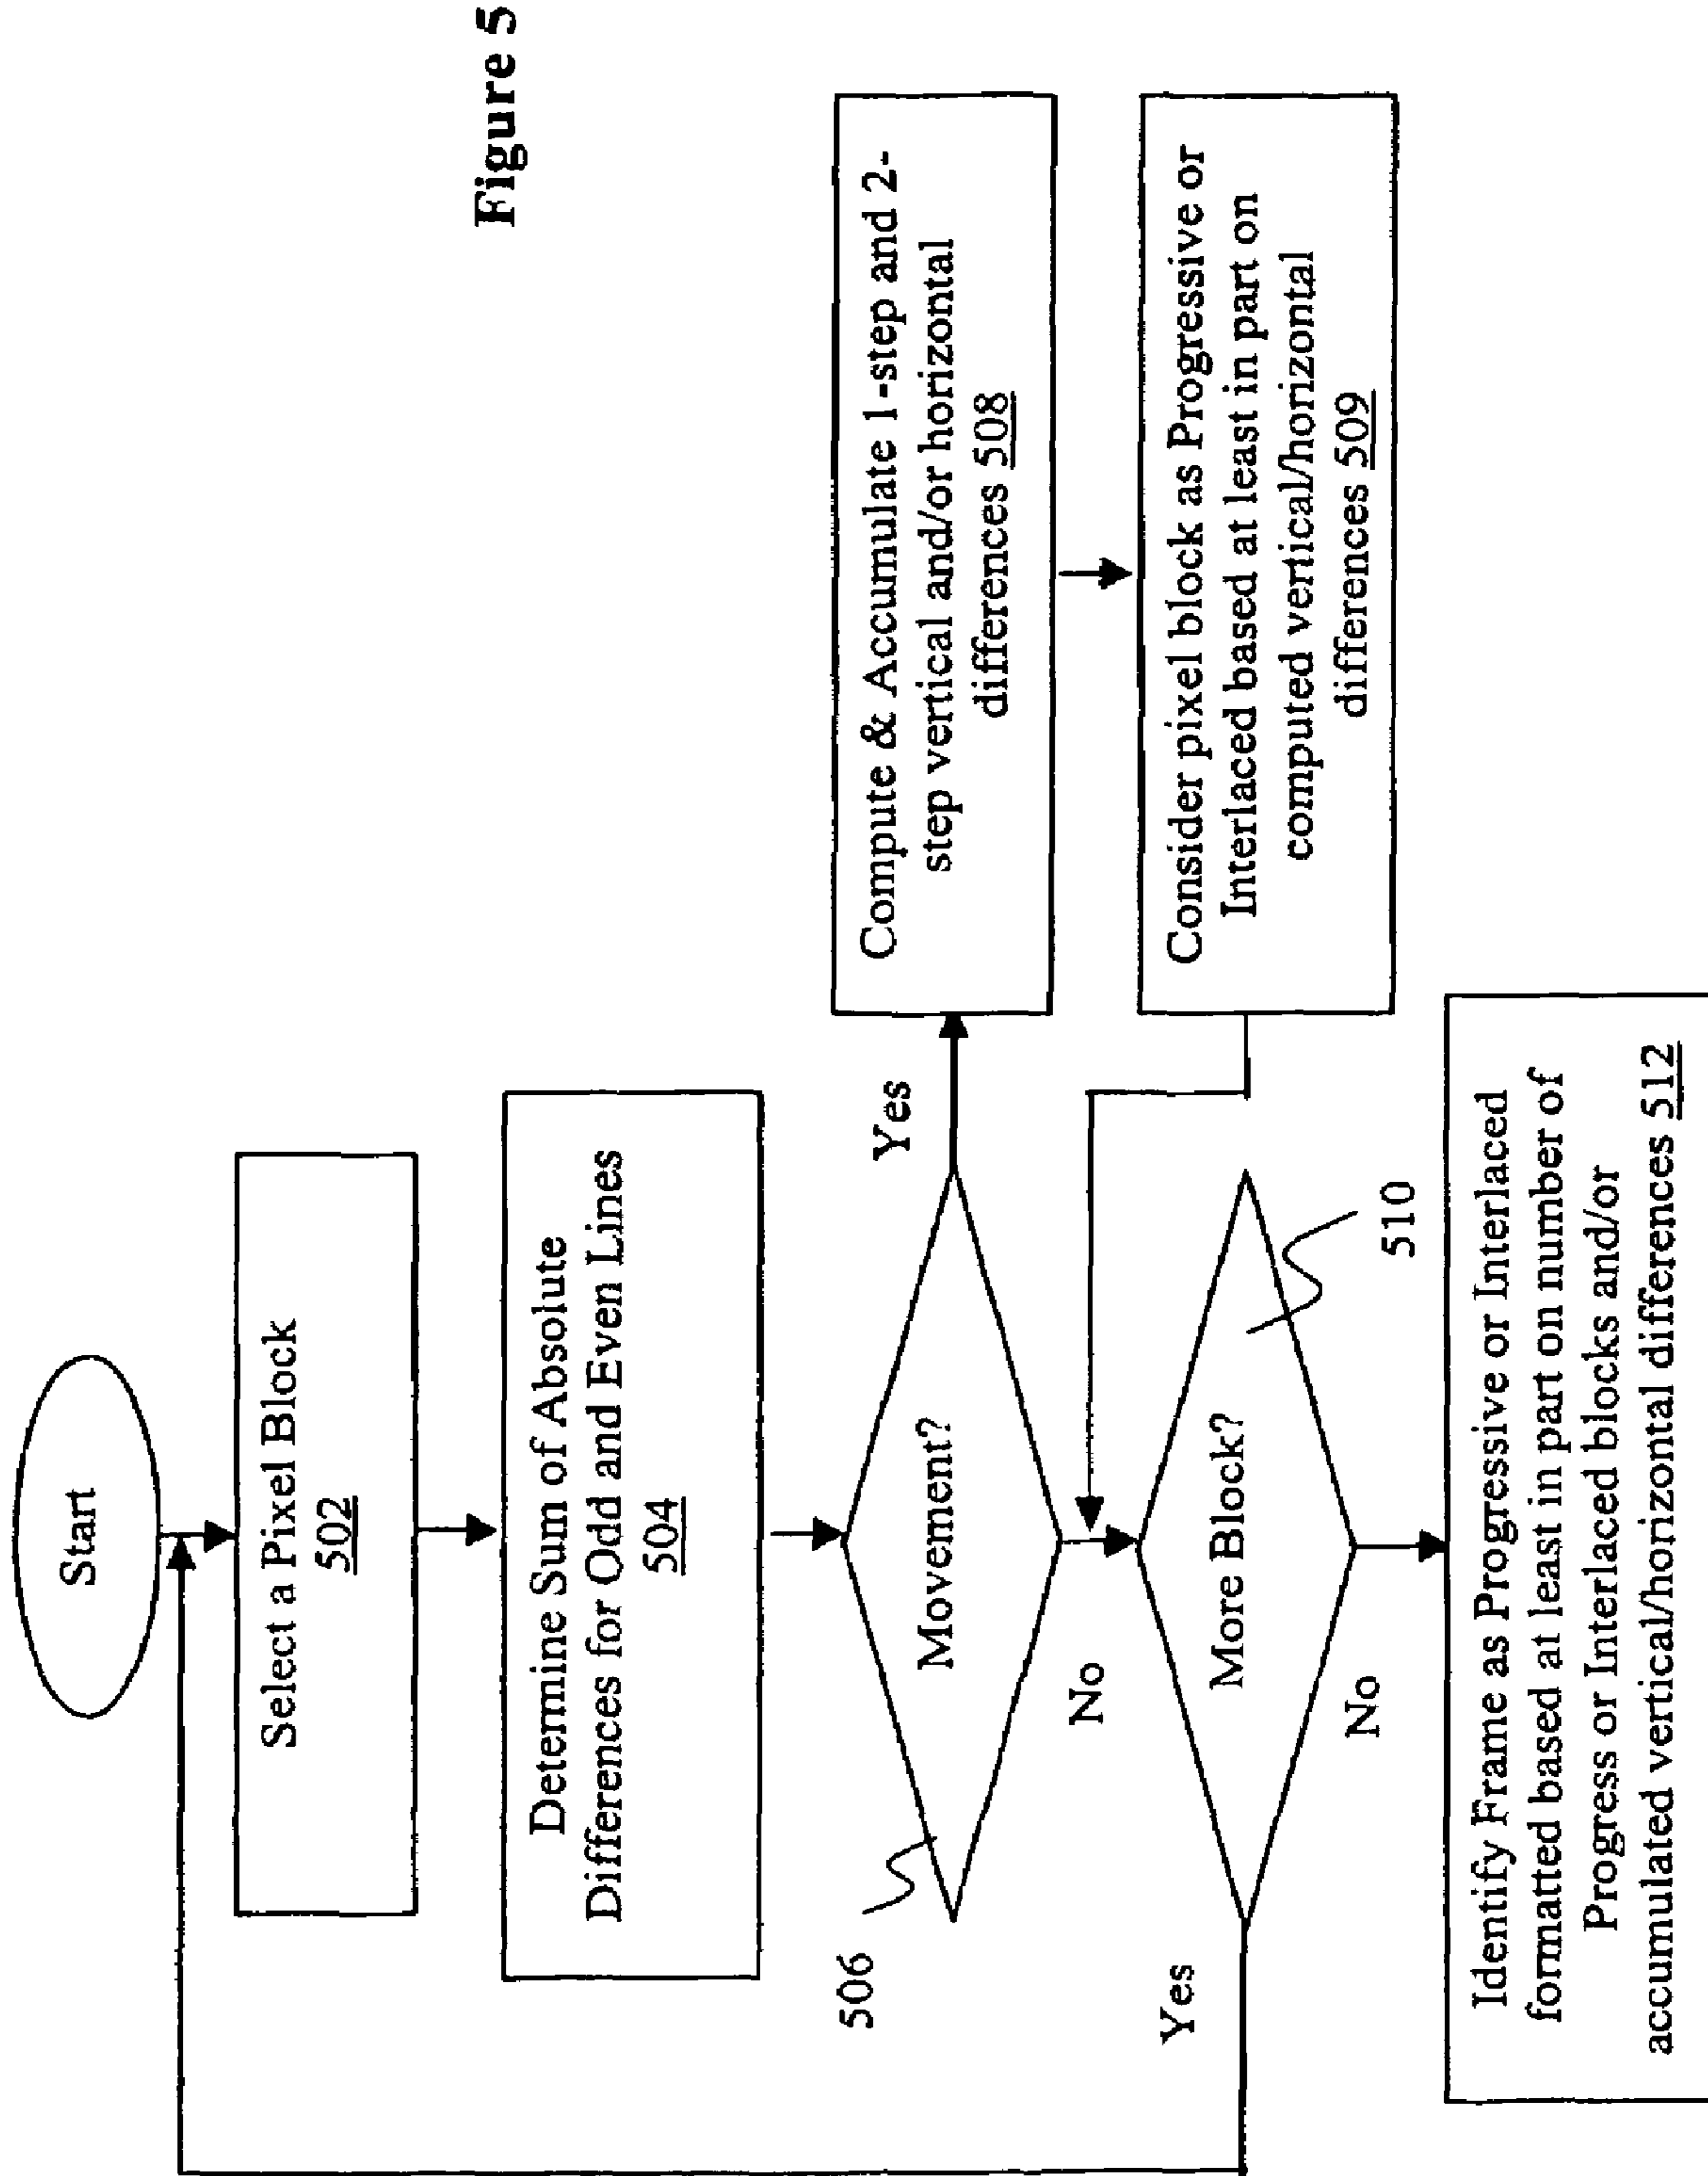 Figure 5
Start
Select a Pixel Block
502
Determine Sum of Absolute
Differences for Odd and Even Lines
504
506
Movement?
Yes
No
Compute & Accumulate 1-step and 2-
step vertical and/or horizontal
differences 508
Consider pixel block as Progressive or
Interlaced based at least in part on
computed vertical/horizontal
differences 509
More Block?
510
Yes
No
Identify Frame as Progressive or Interlaced
formatted based at least in part on number of
Progress or Interlaced blocks and/or
accumulated vertical/horizontal differences 512